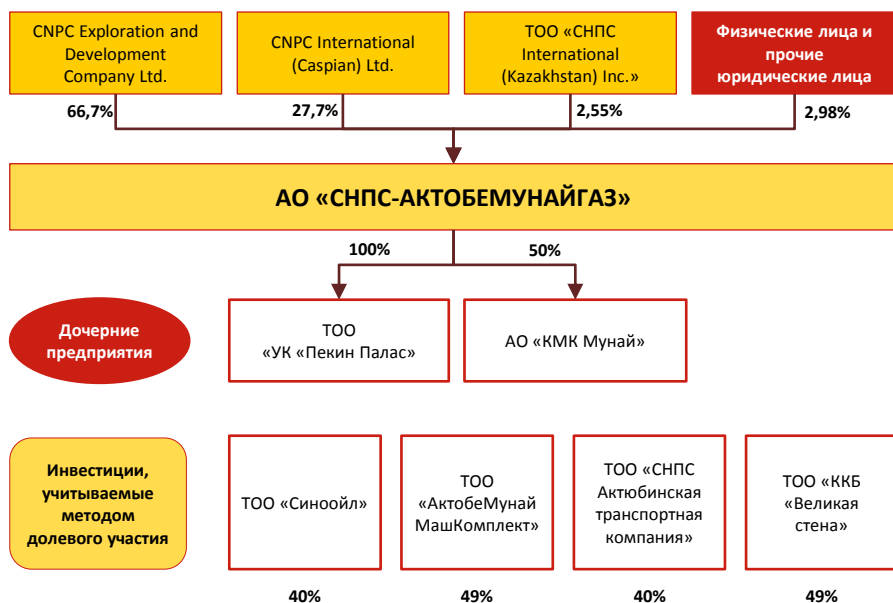 CNPC Exploration and
Development
Company Ltd.
CNPC International
(Caspian) Ltd.
ТОО «СНПС
International
(Kazakhstan) Inc.»
Физические лица и
прочие
юридические лица
66,7%
27,7%
2,55%
2,98%
АО «СНПС-АКТОБЕМУНАЙГАЗ»
100%
50%
Дочерние
предприятия
ТОО
«УК «Пекин Палас»
АО «КМК Мунай»
Инвестиции,
учитываемые
методом
долевого участия
ТОО «Синоойл»
ТОО
«АктобеМунай
МашКомплект»
ТОО «СНПС
Актюбинская
транспортная
компания»
ТОО «ККБ
«Великая
стена»
40%
49%
40%
49%